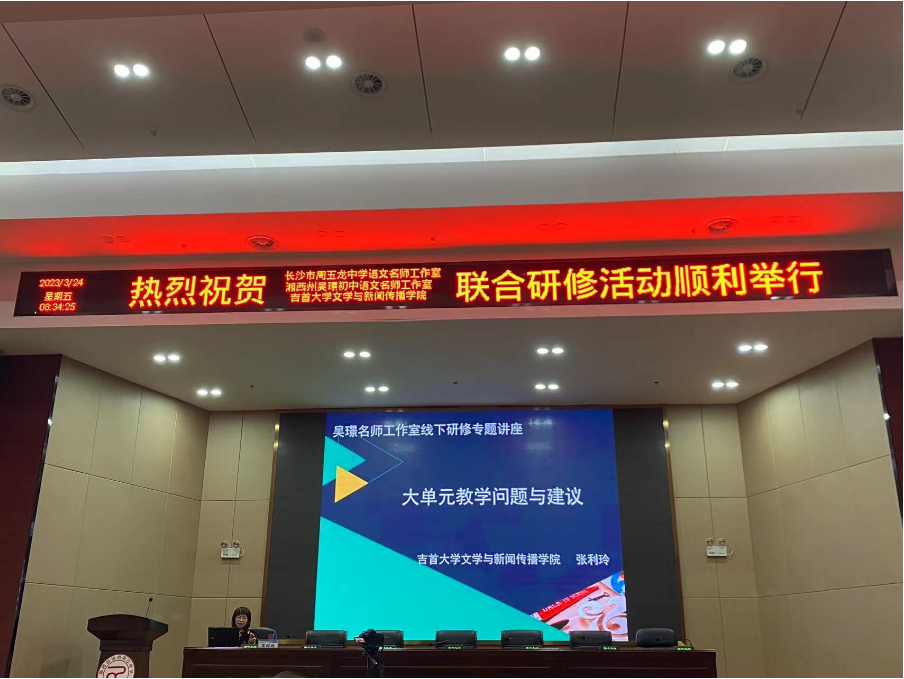 2023/3/24
星期五
08:34:25
热烈祝贺
长沙市周玉龙中学语文名师工作室
湘西州吴璟初中语文名师工作室
吉首大学文学与新闻传播学院
联合研修活动顺利举行
吴璟名师工作室线下研修专题讲座
大单元教学问题与建议
吉首大学文学与新闻传播学院 张利玲